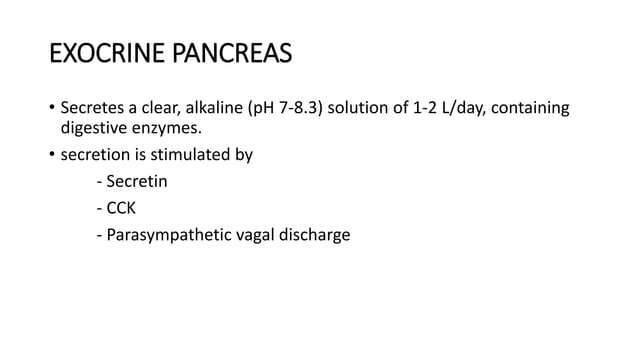 EXOCRINE PANCREAS
• Secretes a clear, alkaline (pH 7-8.3) solution of 1-2 L/day, containing
digestive enzymes.
• secretion is stimulated by
- Secretin
- CCK
- Parasympathetic vagal discharge